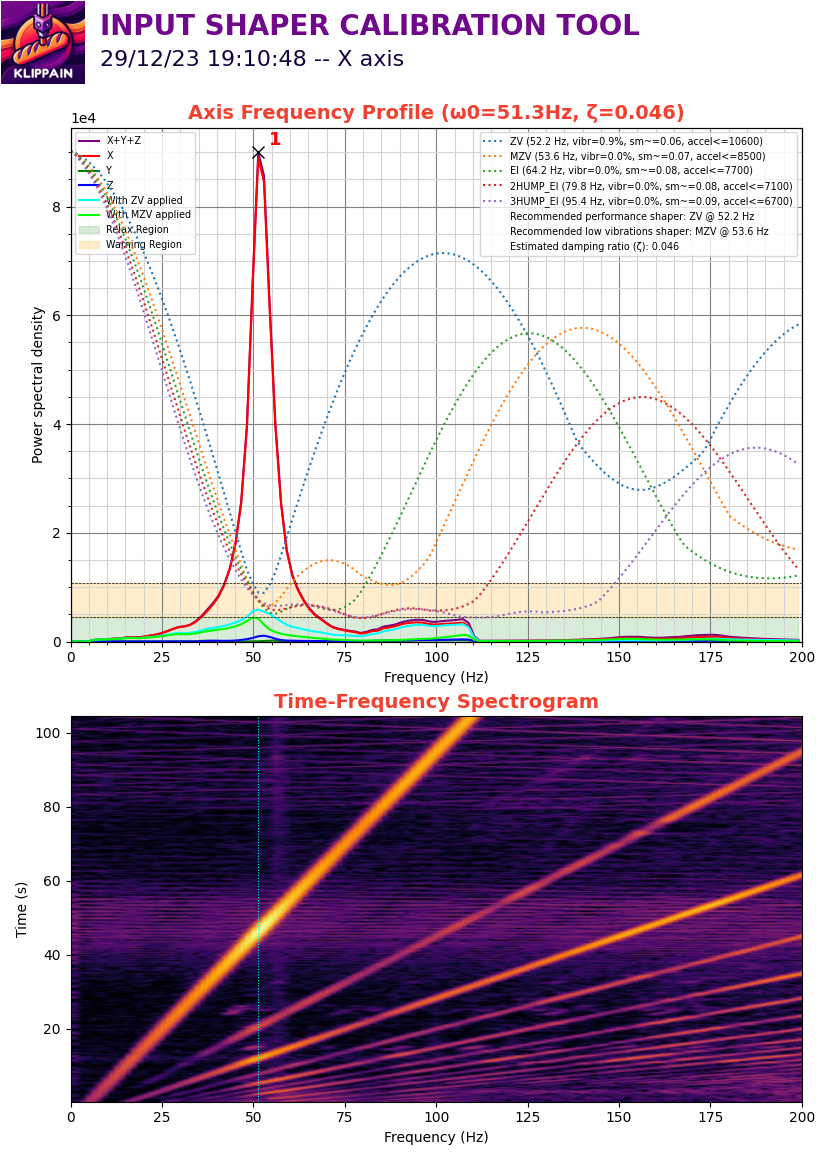 INPUT SHAPER CALIBRATION TOOL
29/12/23 19:10:48 -- X axis
KLIPPAIN
Axis Frequency Profile (ω0=51.3Hz, ζ=0.046)
1e4
1
X+Y+Z
X
Y
Z
With ZV applied
With MZV applied
Relax Region
Warning Region
ZV (52.2 Hz, vibr=0.9%, sm~=0.06, accel<=10600)
MZV (53.6 Hz, vibr=0.0%, sm~=0.07, accel<=8500)
EI (64.2 Hz, vibr=0.0%, sm~=0.08, accel<=7700)
2HUMP_EI (79.8 Hz, vibr=0.0%, sm~=0.08, accel<=7100)
3HUMP_EI (95.4 Hz, vibr=0.0%, sm~=0.09, accel<=6700)
Recommended performance shaper: ZV @ 52.2 Hz
Recommended low vibrations shaper: MZV @ 53.6 Hz
Estimated damping ratio (ζ): 0.046
Power spectral density
8
6
4
2
0
0 25 50 75 100 125 150 175 200
Frequency (Hz)
Time-Frequency Spectrogram
Time (s)
100
80
60
40
20
0 25 50 75 100 125 150 175 200
Frequency (Hz)